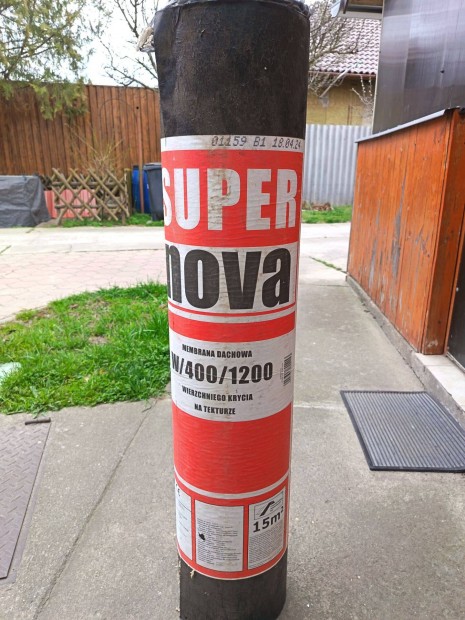 01159 B1 18.04.24
SUPER
nova
MEMBRANA DACHOWA
W/400/1200
WIERZCHNIEGO KRYCIA
NA TEKTURZE
15m²